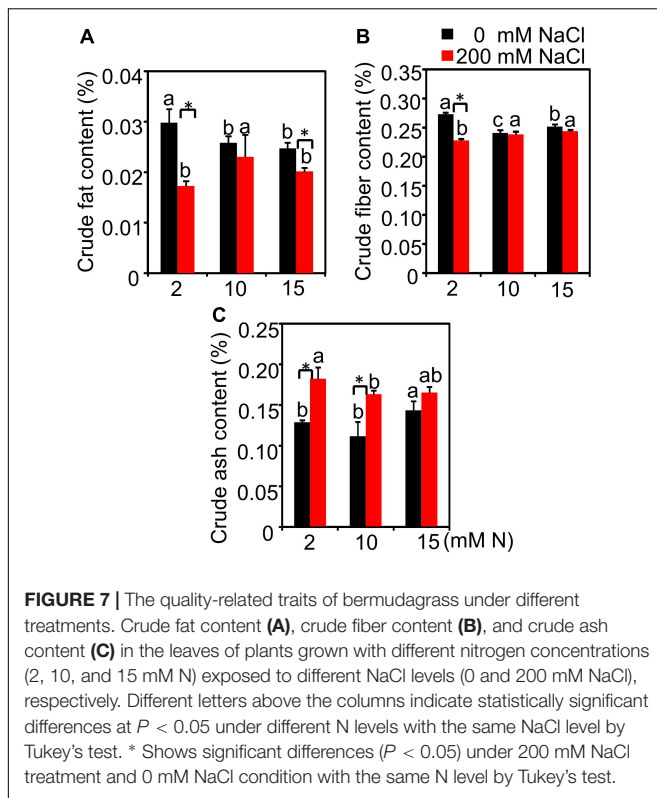 A
B
■ 0 mM NaCl
■ 200 mM NaCl
Crude fat content (%)
0.04
0.03
0.02
0.01
0
a * b
b a
b * b
2 10 15
Crude fiber content (%)
0.35
0.30
0.25
0.20
0.15
0.10
0.05
0
a * b
c a
b a
2 10 15
C
Crude ash content (%)
0.25
0.20
0.15
0.10
0.05
0
b * a
b * b
a ab
2 10 15 (mM N)
FIGURE 7 | The quality-related traits of bermudagrass under different
treatments. Crude fat content (A), crude fiber content (B), and crude ash
content (C) in the leaves of plants grown with different nitrogen concentrations
(2, 10, and 15 mM N) exposed to different NaCl levels (0 and 200 mM NaCl),
respectively. Different letters above the columns indicate statistically significant
differences at P < 0.05 under different N levels with the same NaCl level by
Tukey's test. * Shows significant differences (P < 0.05) under 200 mM NaCl
treatment and 0 mM NaCl condition with the same N level by Tukey's test.